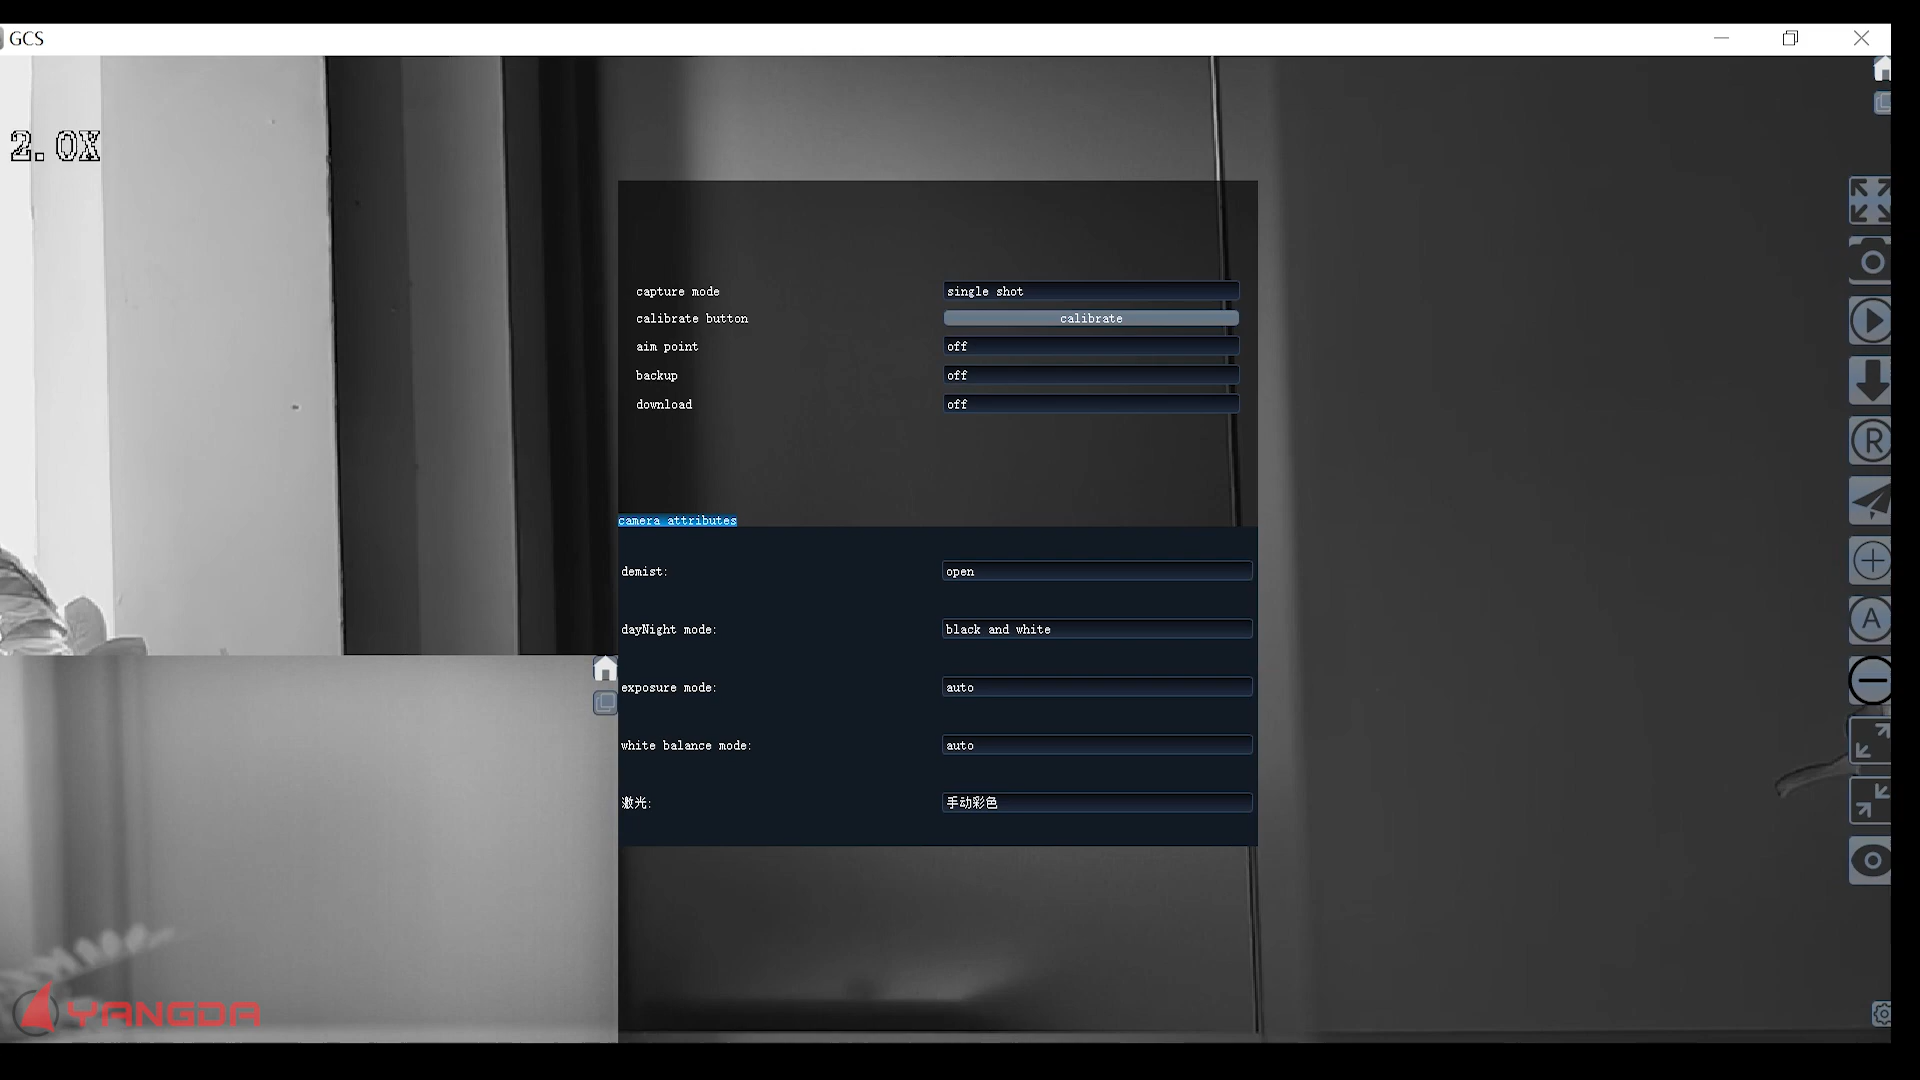 GCS
2.0X
capture mode single shot
calibrate button calibrate
aim point off
backup off
download off
camera attributes
demist: open
dayNight mode: black and white
exposure mode: auto
white balance mode: auto
激光: 手动彩色
R
A
YANGDA